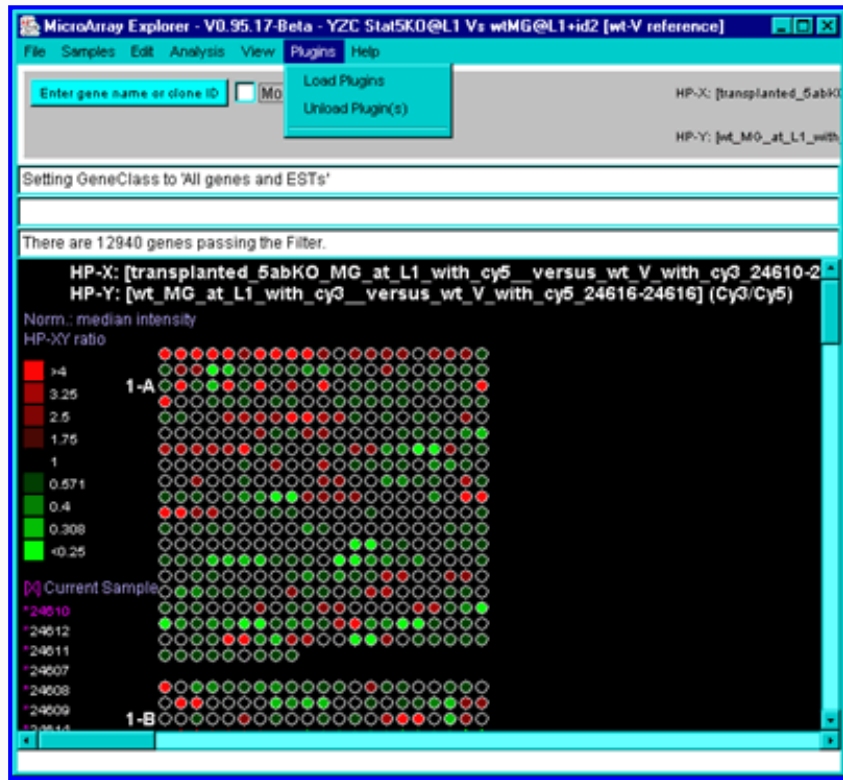 MicroArray Explorer - V0.95.17-Beta - YZC Stat5KO@L1 Vs wtMG@L1+id2 [wt-V reference]
File Samples Edit Analysis View Plugins Help
Load Plugins
Unload Plugin(s)
Enter gene name or clone ID Mo
HP-X: [transplanted_5abKO
HP-Y: [wt_MG_at_L1_with_
Setting GeneClass to 'All genes and ESTs'
There are 12940 genes passing the Filter.
HP-X: [transplanted_5abKO_MG_at_L1_with_cy5__versus_wt_V_with_cy3_24610-2
HP-Y: [wt_MG_at_L1_with_cy3__versus_wt_V_with_cy5_24616-24616] (Cy3/Cy5)
Norm.: median intensity
HP-XY ratio
>4
3.25
2.5
1.75
1
0.571
0.4
0.308
<0.25
1-A
[X] Current Sample
*24610
*24612
*24611
*24607
*24608
*24609
1-B